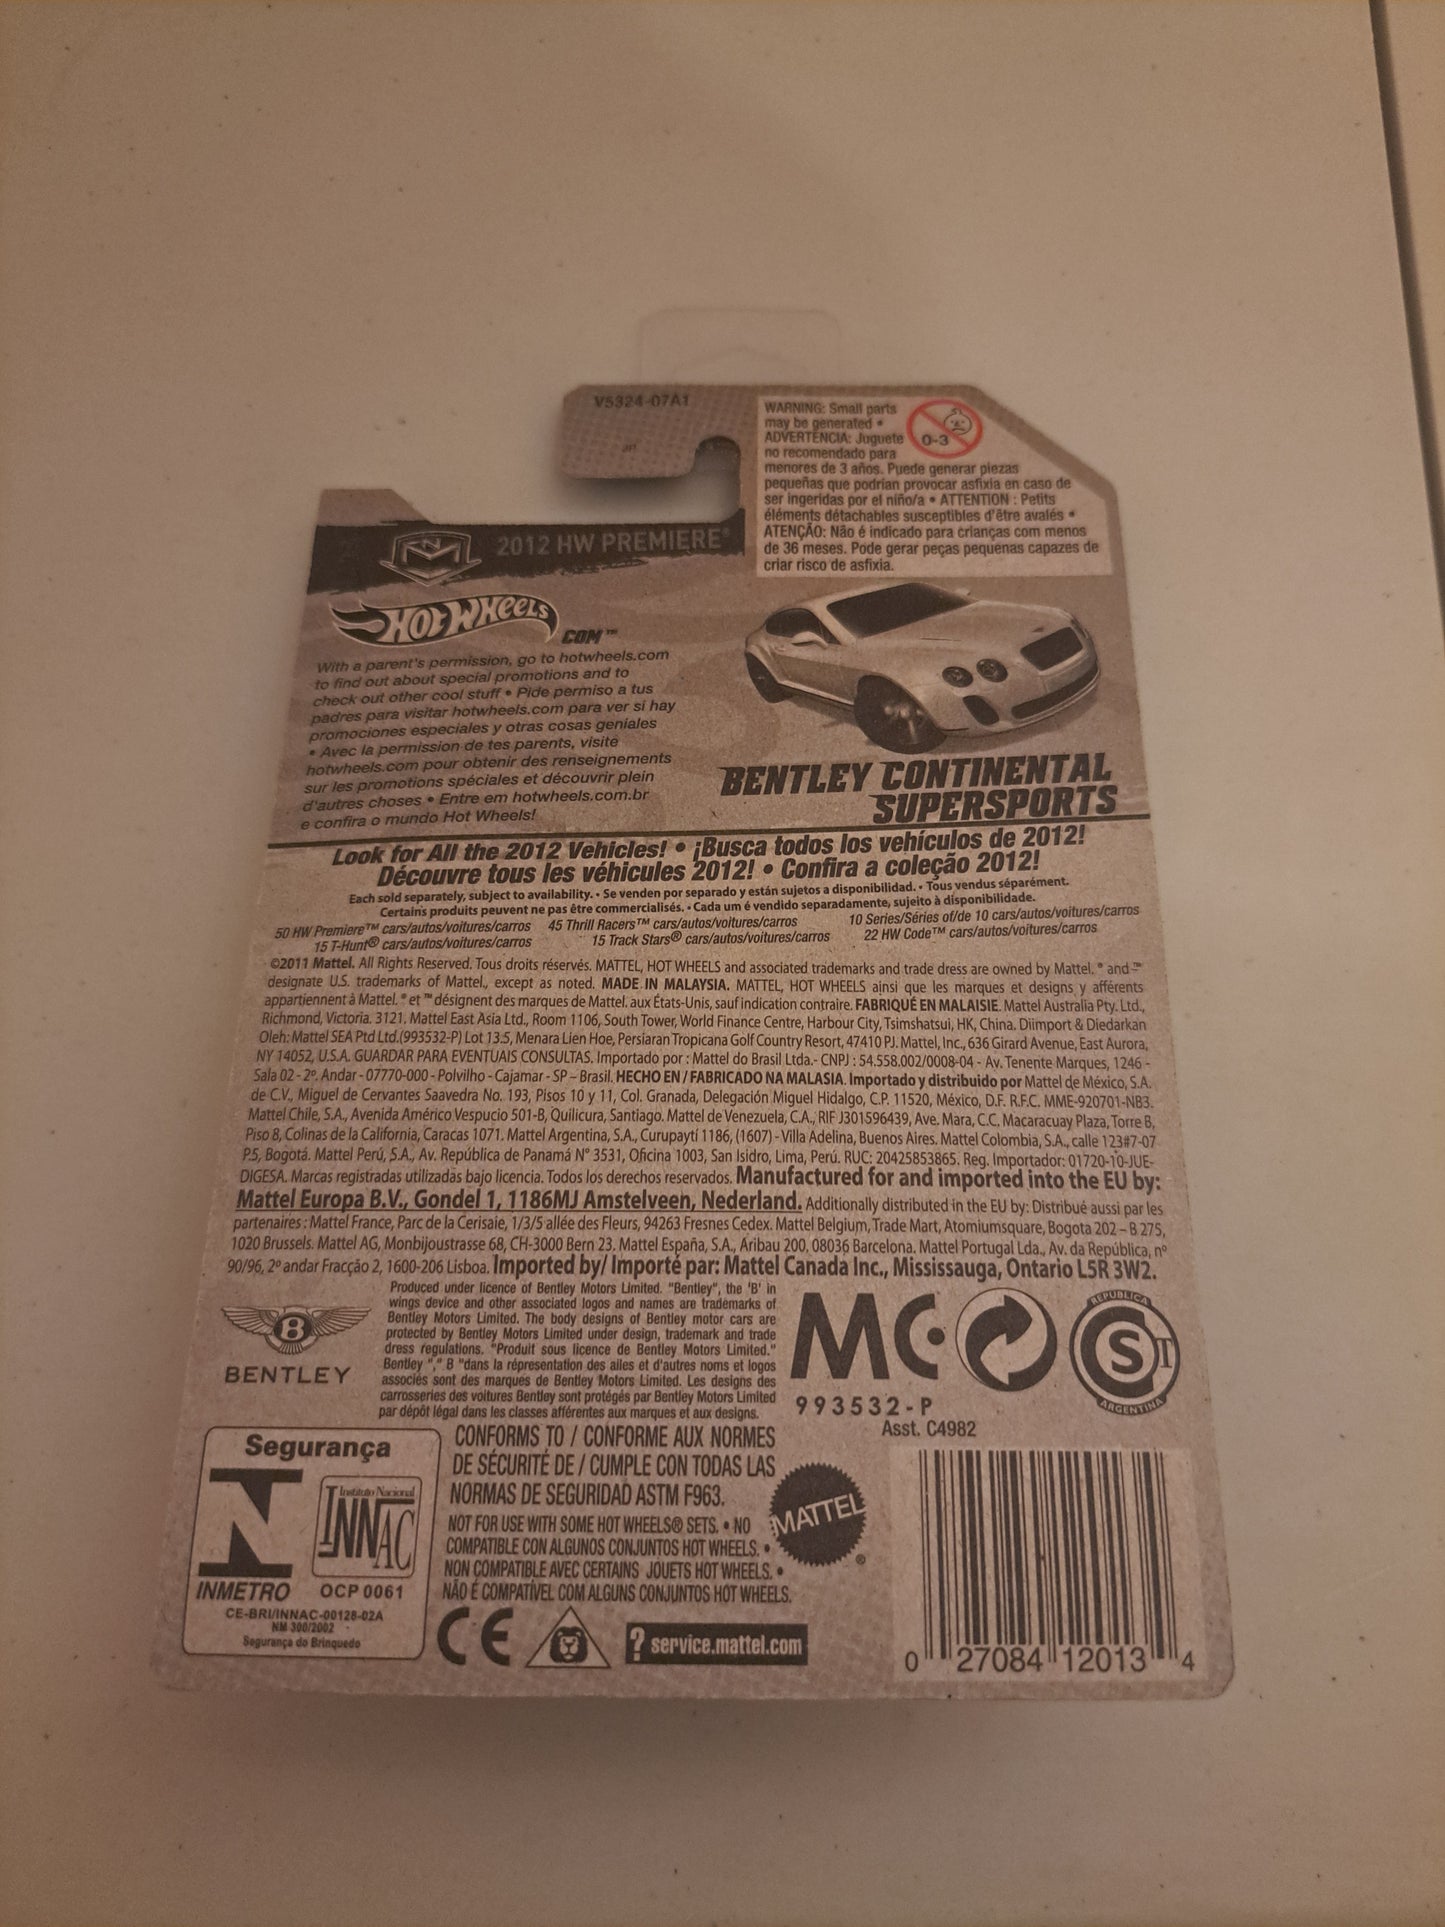 V5324-07A1
WARNING: Small parts
may be generated •
ADVERTENCIA: Juguete
no recomendado para
0-3
menores de 3 años. Puede generar piezas
pequeñas que podrían provocar asfixia en caso de
ser ingeridas por el niño/a • ATTENTION : Petits
éléments détachables susceptibles d'être avalés •
ATENÇÃO: Não é indicado para crianças com menos
de 36 meses. Pode gerar peças pequenas capazes de
criar risco de asfixia.
2012 HW PREMIERE®
HOT WHEELS
.COM™
With a parent's permission, go to hotwheels.com
to find out about special promotions and to
check out other cool stuff • Pide permiso a tus
padres para visitar hotwheels.com para ver si hay
promociones especiales y otras cosas geniales
• Avec la permission de tes parents, visite
hotwheels.com pour obtenir des renseignements
sur les promotions spéciales et découvrir plein
d'autres choses • Entre em hotwheels.com.br
e confira o mundo Hot Wheels!
BENTLEY CONTINENTAL
SUPERSPORTS
Look for All the 2012 Vehicles! • ¡Busca todos los vehículos de 2012!
Découvre tous les véhicules 2012! • Confira a coleção 2012!
Each sold separately, subject to availability. • Se venden por separado y están sujetos a disponibilidad. • Tous vendus séparément.
Certains produits peuvent ne pas être commercialisés. • Cada um é vendido separadamente, sujeito à disponibilidade.
50 HW Premiere™ cars/autos/voitures/carros 45 Thrill Racers™ cars/autos/voitures/carros 10 Series/Séries of/de 10 cars/autos/voitures/carros
15 T-Hunt® cars/autos/voitures/carros 15 Track Stars® cars/autos/voitures/carros 22 HW Code™ cars/autos/voitures/carros
©2011 Mattel. All Rights Reserved. Tous droits réservés. MATTEL, HOT WHEELS and associated trademarks and trade dress are owned by Mattel. ® and ™
designate U.S. trademarks of Mattel, except as noted. MADE IN MALAYSIA. MATTEL, HOT WHEELS ainsi que les marques et designs y afférents
appartiennent à Mattel. ® et ™ désignent des marques de Mattel aux États-Unis, sauf indication contraire. FABRIQUÉ EN MALAISIE. Mattel Australia Pty. Ltd.,
Richmond, Victoria. 3121. Mattel East Asia Ltd., Room 1106, South Tower, World Finance Centre, Harbour City, Tsimshatsui, HK, China. Diimport & Diedarkan
Oleh: Mattel SEA Ptd Ltd.(993532-P) Lot 13.5, Menara Lien Hoe, Persiaran Tropicana Golf Country Resort, 47410 PJ. Mattel, Inc., 636 Girard Avenue, East Aurora,
NY 14052, U.S.A. GUARDAR PARA EVENTUAIS CONSULTAS. Importado por : Mattel do Brasil Ltda.- CNPJ : 54.558.002/0008-04 - Av. Tenente Marques, 1246 -
Sala 02 - 2º. Andar - 07770-000 - Polvilho - Cajamar - SP – Brasil. HECHO EN / FABRICADO NA MALASIA. Importado y distribuido por Mattel de México, S.A.
de C.V., Miguel de Cervantes Saavedra No. 193, Pisos 10 y 11, Col. Granada, Delegación Miguel Hidalgo, C.P. 11520, México, D.F. R.F.C. MME-920701-NB3.
Mattel Chile, S.A., Avenida Américo Vespucio 501-B, Quilicura, Santiago. Mattel de Venezuela, C.A., RIF J301596439, Ave. Mara, C.C. Macaracuay Plaza, Torre B,
Piso 8, Colinas de la California, Caracas 1071. Mattel Argentina, S.A., Curupaytí 1186, (1607) - Villa Adelina, Buenos Aires. Mattel Colombia, S.A., calle 123#7-07
P.5, Bogotá. Mattel Perú, S.A., Av. República de Panamá N° 3531, Oficina 1003, San Isidro, Lima, Perú. RUC: 20425853865. Reg. Importador: 01720-10-JUE-
DIGESA. Marcas registradas utilizadas bajo licencia. Todos los derechos reservados. Manufactured for and imported into the EU by:
Mattel Europa B.V., Gondel 1, 1186MJ Amstelveen, Nederland. Additionally distributed in the EU by: Distribué aussi par les
partenaires : Mattel France, Parc de la Cerisaie, 1/3/5 allée des Fleurs, 94263 Fresnes Cedex. Mattel Belgium, Trade Mart, Atomiumsquare, Bogota 202 – B 275,
1020 Brussels. Mattel AG, Monbijoustrasse 68, CH-3000 Bern 23. Mattel España, S.A., Aribau 200, 08036 Barcelona. Mattel Portugal Lda., Av. da República, nº
90/96, 2º andar Fracção 2, 1600-206 Lisboa. Imported by/ Importé par: Mattel Canada Inc., Mississauga, Ontario L5R 3W2.
B
BENTLEY
Produced under licence of Bentley Motors Limited. "Bentley", the 'B' in
wings device and other associated logos and names are trademarks of
Bentley Motors Limited. The body designs of Bentley motor cars are
protected by Bentley Motors Limited under design, trademark and trade
dress regulations. "Produit sous licence de Bentley Motors Limited."
Bentley "," B "dans la répresentation des ailes et d'autres noms et logos
associés sont des marques de Bentley Motors Limited. Les designs des
carrosseries des voitures Bentley sont protégés par Bentley Motors Limited
par dépôt légal dans les classes afférentes aux marques et aux designs.
MC
993532-P
REPUBLICA
S T
ARGENTINA
Asst. C4982
Segurança
Instituto Nacional
INNAC
INMETRO OCP 0061
CE-BRI/INNAC-00128-02A
NM 300/2002
Segurança do Brinquedo
CONFORMS TO / CONFORME AUX NORMES
DE SÉCURITÉ DE / CUMPLE CON TODAS LAS
NORMAS DE SEGURIDAD ASTM F963.
NOT FOR USE WITH SOME HOT WHEELS® SETS. • NO
COMPATIBLE CON ALGUNOS CONJUNTOS HOT WHEELS. •
NON COMPATIBLE AVEC CERTAINS JOUETS HOT WHEELS. •
NÃO É COMPATÍVEL COM ALGUNS CONJUNTOS HOT WHEELS.
MATTEL®
CE
? service.mattel.com
0 27084 12013 4